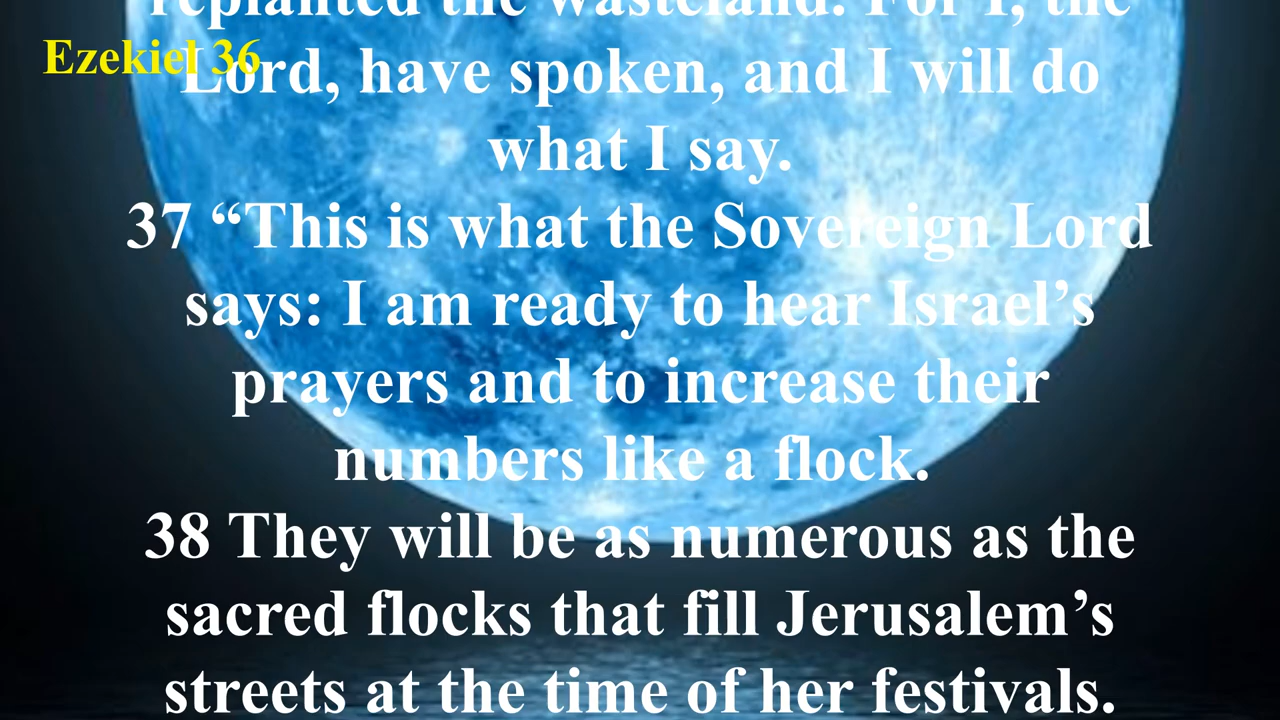 replanted the wasteland. For I, the
Ezekiel 36
Lord, have spoken, and I will do
what I say.
37 “This is what the Sovereign Lord
says: I am ready to hear Israel’s
prayers and to increase their
numbers like a flock.
38 They will be as numerous as the
sacred flocks that fill Jerusalem’s
streets at the time of her festivals.